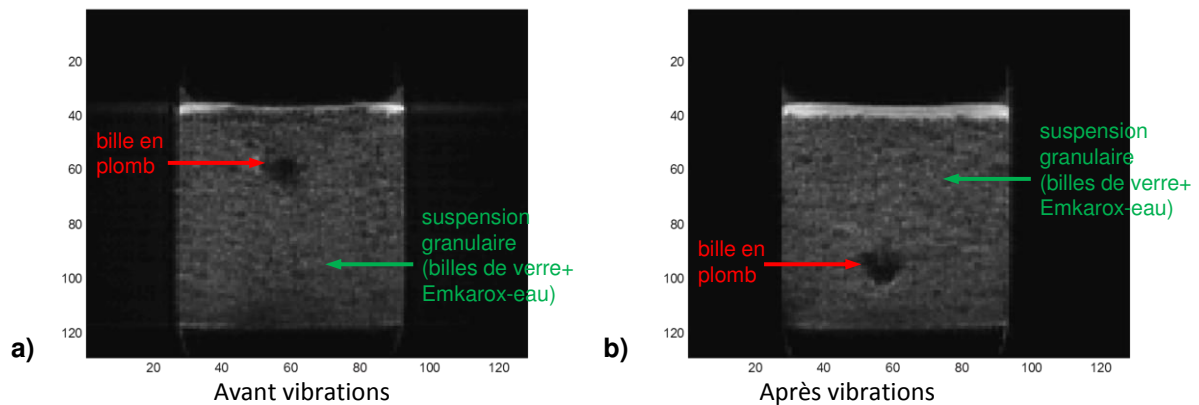 20
40
60
80
100
120
bille en
plomb
suspension
granulaire
(billes de verre+
Emkarox-eau)
a)
20
40
60
80
100
120
Avant vibrations
20
40
60
80
100
120
suspension
granulaire
(billes de verre+
Emkarox-eau)
bille en
plomb
b)
20
40
60
80
100
120
Après vibrations